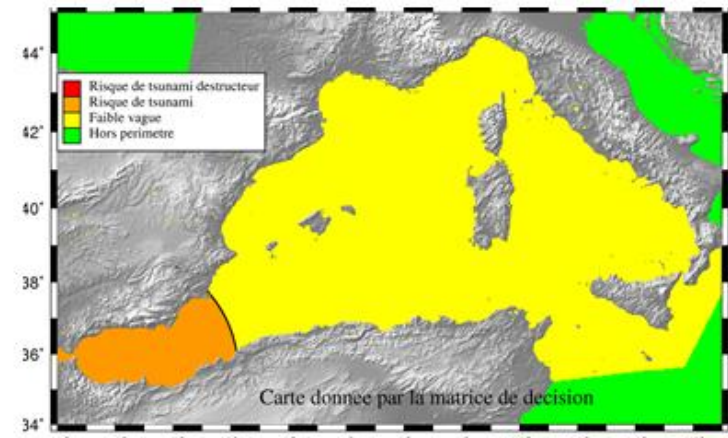 44°
Risque de tsunami destructeur
Risque de tsunami
Faible vague
Hors perimetre
42°
40°
38°
36°
Carte donnee par la matrice de decision
34°